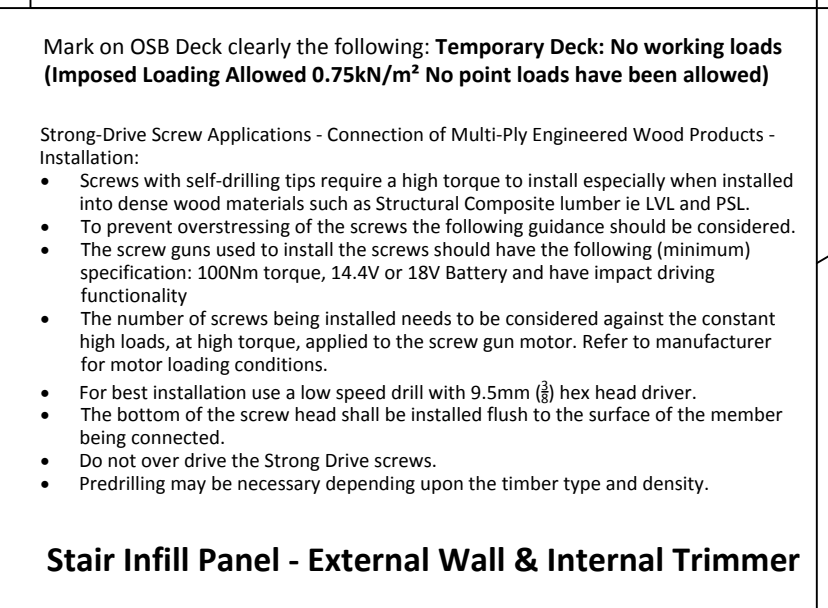 Mark on OSB Deck clearly the following: Temporary Deck: No working loads
(Imposed Loading Allowed 0.75kN/m² No point loads have been allowed)
Strong-Drive Screw Applications - Connection of Multi-Ply Engineered Wood Products -
Installation:
• Screws with self-drilling tips require a high torque to install especially when installed
into dense wood materials such as Structural Composite lumber ie LVL and PSL.
• To prevent overstressing of the screws the following guidance should be considered.
• The screw guns used to install the screws should have the following (minimum)
specification: 100Nm torque, 14.4V or 18V Battery and have impact driving
functionality
• The number of screws being installed needs to be considered against the constant
high loads, at high torque, applied to the screw gun motor. Refer to manufacturer
for motor loading conditions.
• For best installation use a low speed drill with 9.5mm (3/8) hex head driver.
• The bottom of the screw head shall be installed flush to the surface of the member
being connected.
• Do not over drive the Strong Drive screws.
• Predrilling may be necessary depending upon the timber type and density.
Stair Infill Panel - External Wall & Internal Trimmer